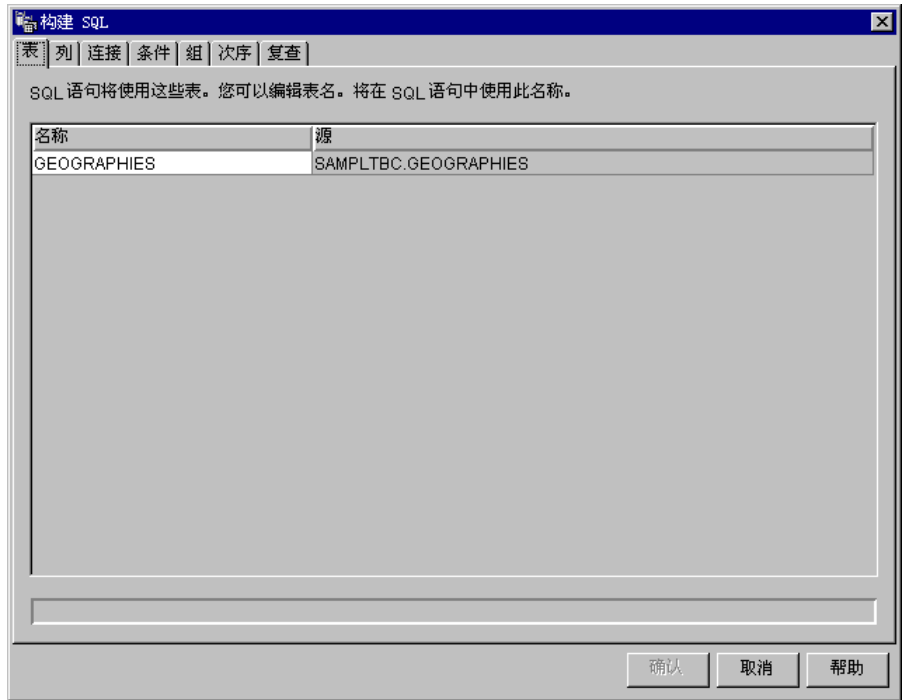 构建 SQL
表 列 连接 条件 组 次序 复查
SQL 语句将使用这些表。您可以编辑表名。将在 SQL 语句中使用此名称。
名称 源
GEOGRAPHIES SAMPLTBC.GEOGRAPHIES
确认 取消 帮助